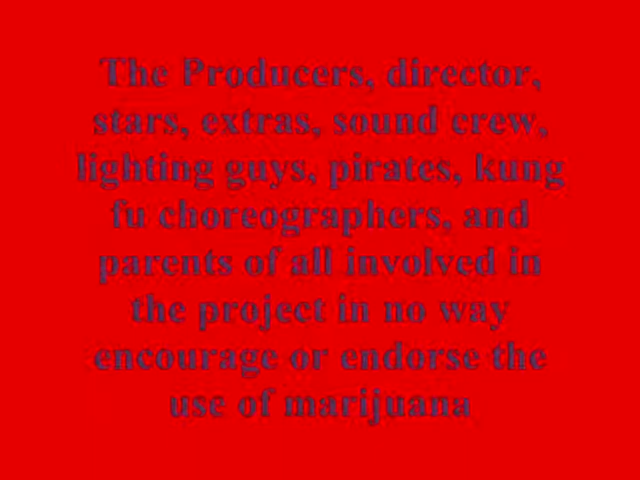 The Producers, director,
stars, extras, sound crew,
lighting guys, pirates, kung
fu choreographers, and
parents of all involved in
the project in no way
encourage or endorse the
use of marijuana